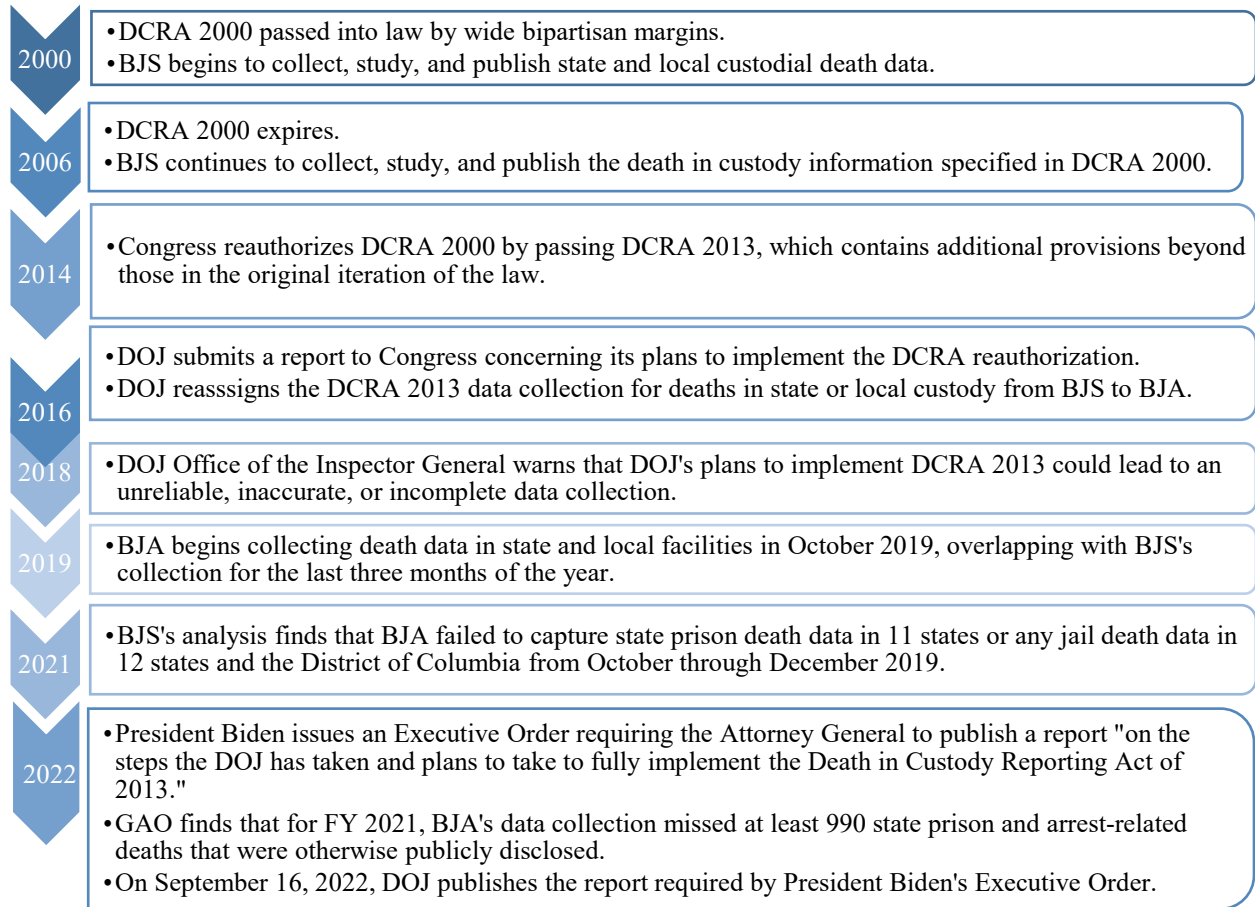 2000
•DCRA 2000 passed into law by wide bipartisan margins.
•BJS begins to collect, study, and publish state and local custodial death data.
2006
•DCRA 2000 expires.
•BJS continues to collect, study, and publish the death in custody information specified in DCRA 2000.
2014
•Congress reauthorizes DCRA 2000 by passing DCRA 2013, which contains additional provisions beyond
those in the original iteration of the law.
2016
•DOJ submits a report to Congress concerning its plans to implement the DCRA reauthorization.
•DOJ reasssigns the DCRA 2013 data collection for deaths in state or local custody from BJS to BJA.
2018
•DOJ Office of the Inspector General warns that DOJ's plans to implement DCRA 2013 could lead to an
unreliable, inaccurate, or incomplete data collection.
2019
•BJA begins collecting death data in state and local facilities in October 2019, overlapping with BJS's
collection for the last three months of the year.
2021
•BJS's analysis finds that BJA failed to capture state prison death data in 11 states or any jail death data in
12 states and the District of Columbia from October through December 2019.
2022
•President Biden issues an Executive Order requiring the Attorney General to publish a report "on the
steps the DOJ has taken and plans to take to fully implement the Death in Custody Reporting Act of
2013."
•GAO finds that for FY 2021, BJA's data collection missed at least 990 state prison and arrest-related
deaths that were otherwise publicly disclosed.
•On September 16, 2022, DOJ publishes the report required by President Biden's Executive Order.